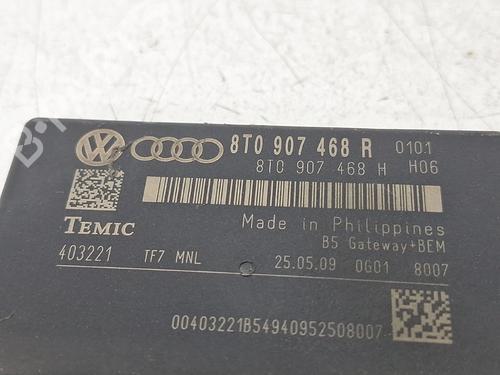 8T0 907 468 R 0101
8T0 907 468 H H06
TEMIC
Made in Philippines
B5 Gateway+BEM
403221 TF7 MNL 25.05.09 0G01 8007
00403221B54940952508007